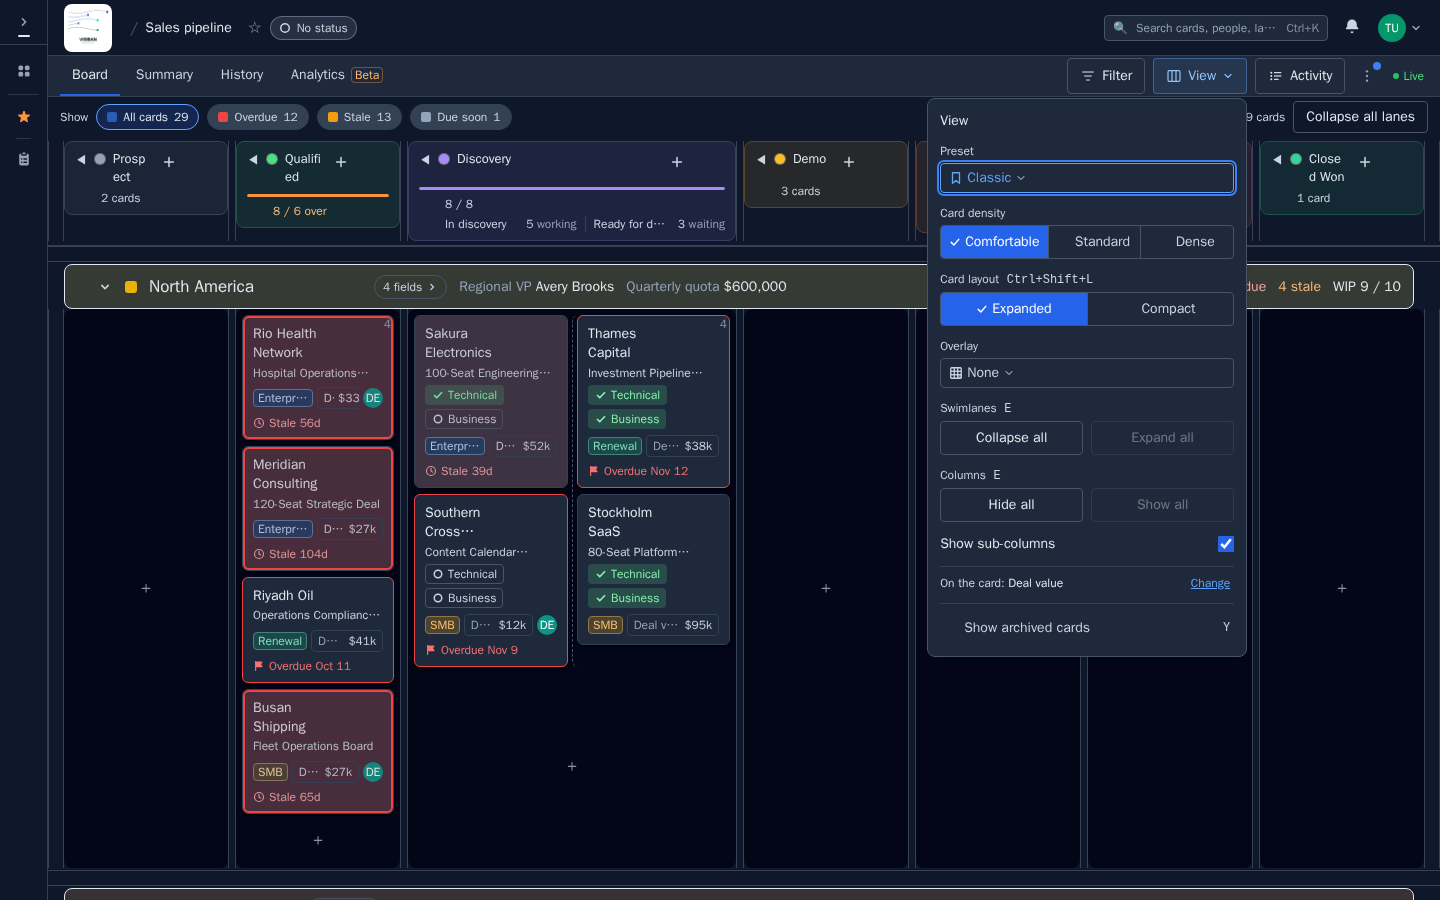 VISBAN
/ Sales pipeline
No status
Search cards, people, la··· Ctrl+K
TU
Board Summary History Analytics Beta
Filter View Activity Live
Show All cards 29 Overdue 12 Stale 13 Due soon 1
9 cards Collapse all lanes
Prosp
ect
2 cards
Qualifi
ed
8 / 6 over
Discovery
8 / 8
In discovery 5 working Ready for d··· 3 waiting
Demo
3 cards
Close
d Won
1 card
North America 4 fields Regional VP Avery Brooks Quarterly quota $600,000
due 4 stale WIP 9 / 10
4
Rio Health
Network
Hospital Operations···
Enterpr··· D· $33 DE
Stale 56d
Meridian
Consulting
120-Seat Strategic Deal
Enterpr··· D··· $27k
Stale 104d
Riyadh Oil
Operations Complianc···
Renewal D··· $41k
Overdue Oct 11
Busan
Shipping
Fleet Operations Board
SMB D··· $27k DE
Stale 65d
Sakura
Electronics
100-Seat Engineering···
Technical
Business
Enterpr··· D··· $52k
Stale 39d
Southern
Cross···
Content Calendar···
Technical
Business
SMB D··· $12k DE
Overdue Nov 9
4
Thames
Capital
Investment Pipeline···
Technical
Business
Renewal De··· $38k
Overdue Nov 12
Stockholm
SaaS
80-Seat Platform···
Technical
Business
SMB Deal v··· $95k
View
Preset
Classic
Card density
Comfortable Standard Dense
Card layout Ctrl+Shift+L
Expanded Compact
Overlay
None
Swimlanes E
Collapse all Expand all
Columns E
Hide all Show all
Show sub-columns
On the card: Deal value Change
Show archived cards Y